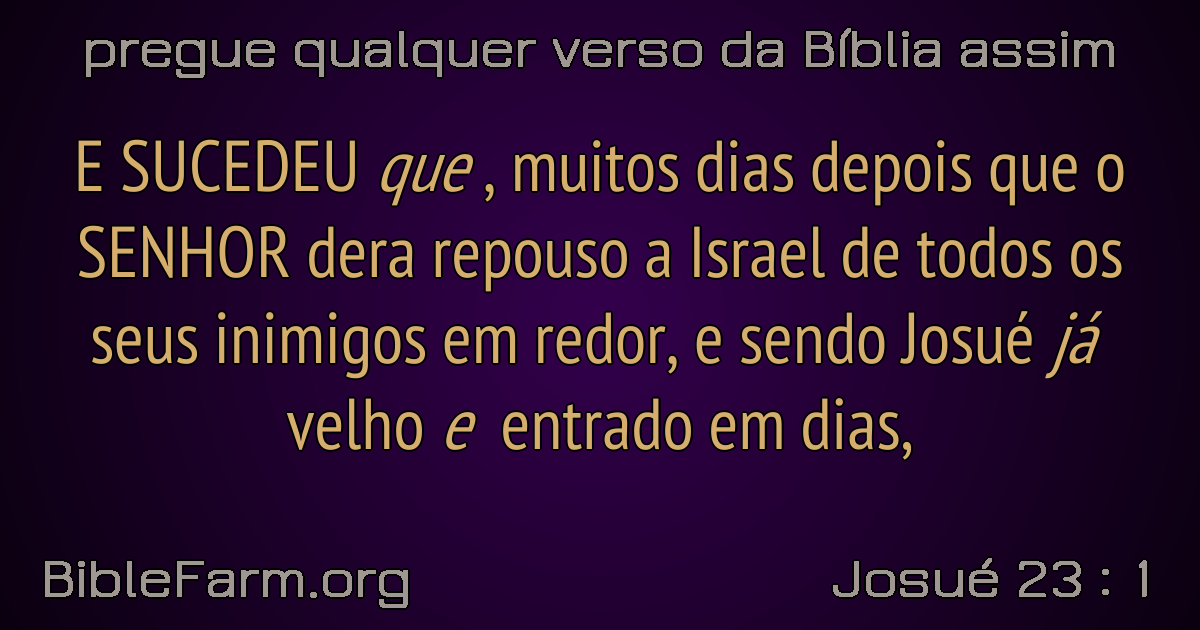 pregue qualquer verso da Bíblia assim
E SUCEDEU que , muitos dias depois que o
SENHOR dera repouso a Israel de todos os
seus inimigos em redor, e sendo Josué já
velho e entrado em dias,
BibleFarm.org
Josué 23 : 1